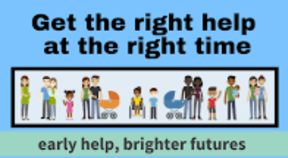 Get the right help
at the right time
early help, brighter futures